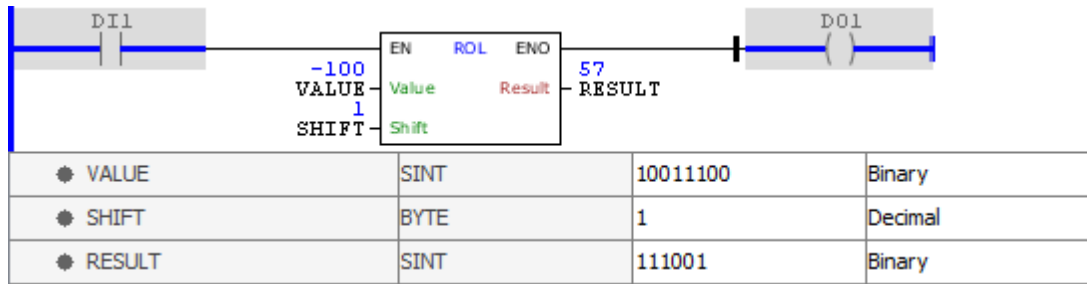 DI1 DO1
EN ROL ENO
-100 57
VALUE Value Result RESULT
1
SHIFT Shift
VALUE SINT 10011100 Binary
SHIFT BYTE 1 Decimal
RESULT SINT 111001 Binary